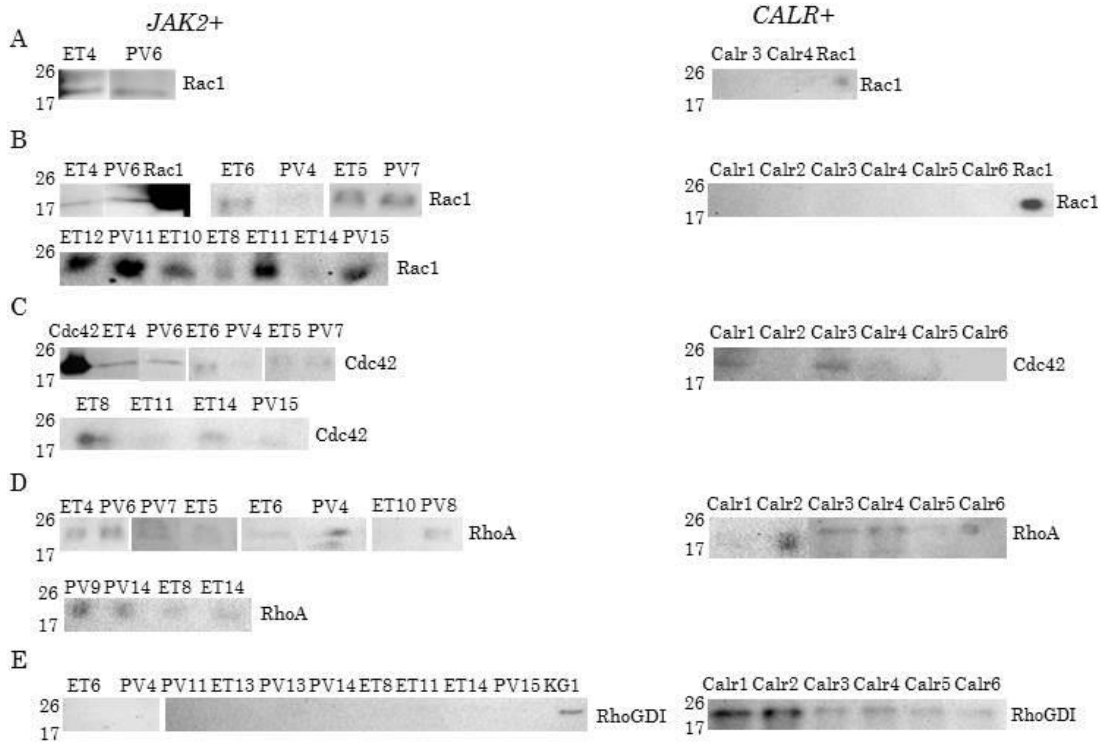 JAK2+
CALR+
A
ET4 PV6
26
17
Rac1
Calr 3 Calr4 Rac1
26
17
Rac1
B
ET4 PV6 Rac1 ET6 PV4 ET5 PV7
26
17
Rac1
Calr1 Calr2 Calr3 Calr4 Calr5 Calr6 Rac1
26
17
Rac1
ET12 PV11 ET10 ET8 ET11 ET14 PV15
26
17
Rac1
C
Cdc42 ET4 PV6 ET6 PV4 ET5 PV7
26
17
Cdc42
Calr1 Calr2 Calr3 Calr4 Calr5 Calr6
26
17
Cdc42
ET8 ET11 ET14 PV15
26
17
Cdc42
D
ET4 PV6 PV7 ET5 ET6 PV4 ET10 PV8
26
17
RhoA
Calr1 Calr2 Calr3 Calr4 Calr5 Calr6
26
17
RhoA
PV9 PV14 ET8 ET14
26
17
RhoA
E
ET6 PV4 PV11 ET13 PV13 PV14 ET8 ET11 ET14 PV15 KG1
26
17
RhoGDI
Calr1 Calr2 Calr3 Calr4 Calr5 Calr6
26
17
RhoGDI